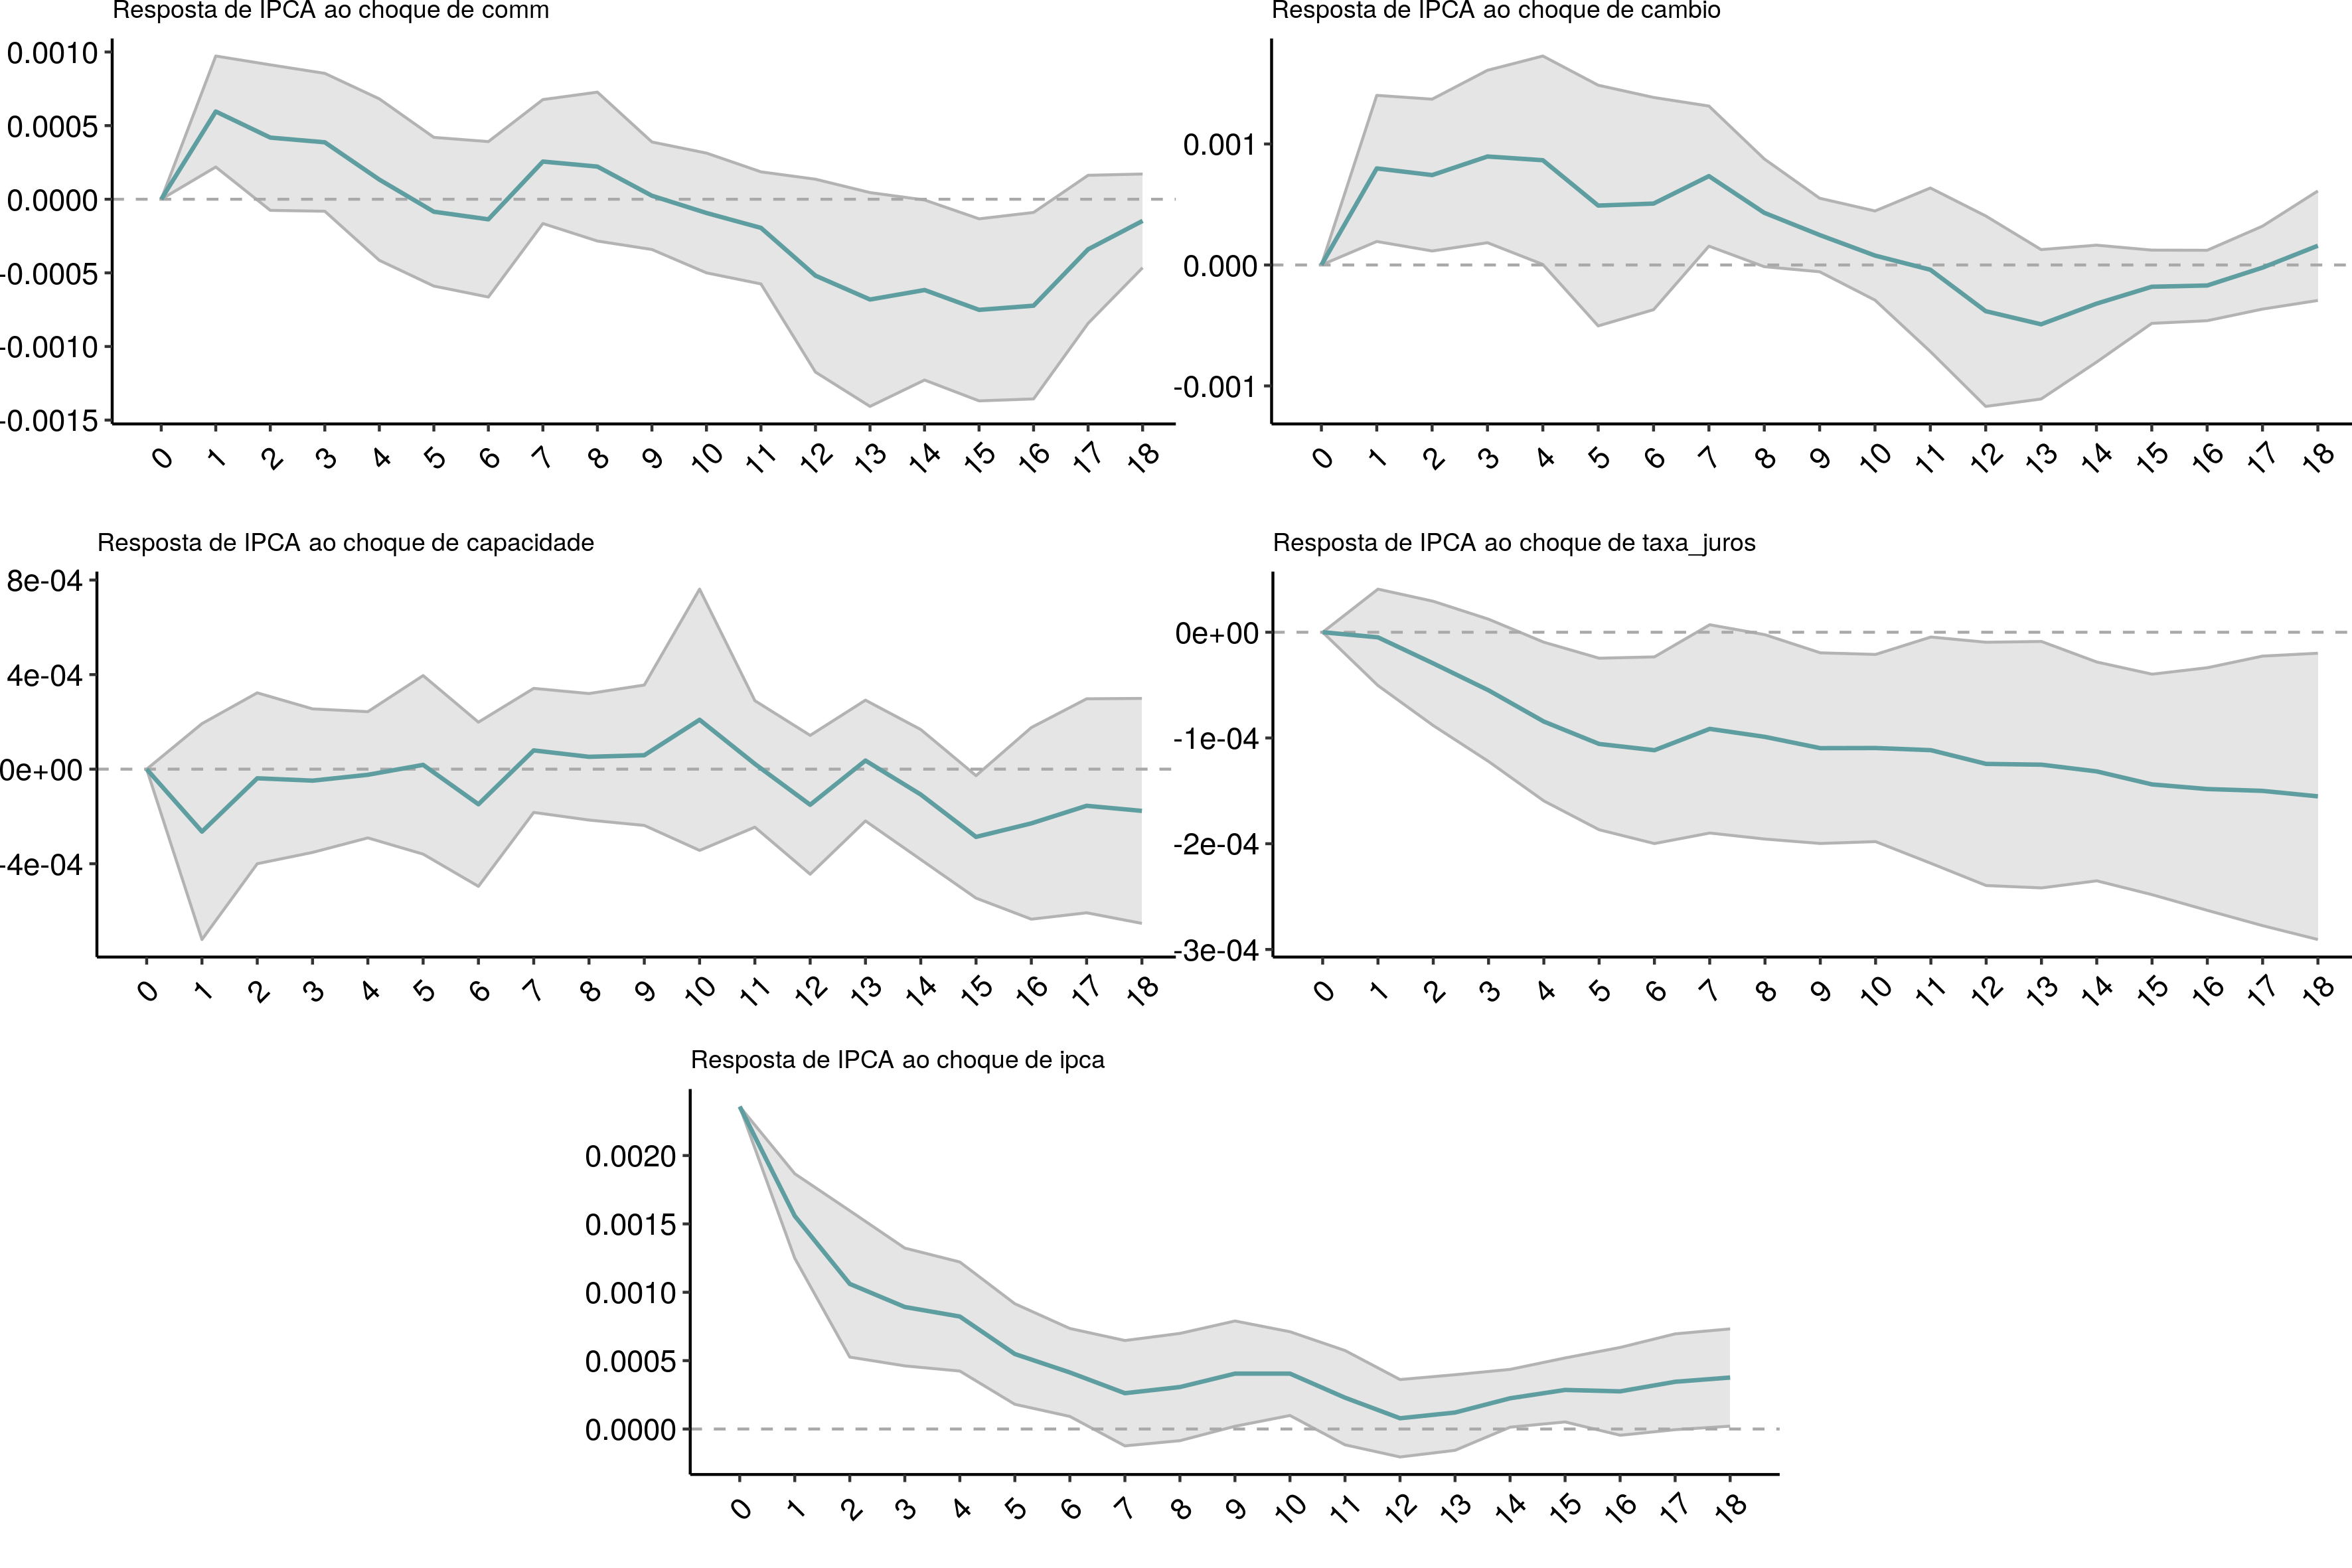 Resposta de IPCA ao choque de comm
0.0010
0.0005
0.0000
-0.0005
-0.0010
-0.0015
0 1 2 3 4 5 6 7 8 9 10 11 12 13 14 15 16 17 18
Resposta de IPCA ao choque de cambio
0.001
0.000
-0.001
0 1 2 3 4 5 6 7 8 9 10 11 12 13 14 15 16 17 18
Resposta de IPCA ao choque de capacidade
8e-04
4e-04
0e+00
-4e-04
0 1 2 3 4 5 6 7 8 9 10 11 12 13 14 15 16 17 18
Resposta de IPCA ao choque de taxa_juros
0e+00
-1e-04
-2e-04
-3e-04
0 1 2 3 4 5 6 7 8 9 10 11 12 13 14 15 16 17 18
Resposta de IPCA ao choque de ipca
0.0020
0.0015
0.0010
0.0005
0.0000
0 1 2 3 4 5 6 7 8 9 10 11 12 13 14 15 16 17 18